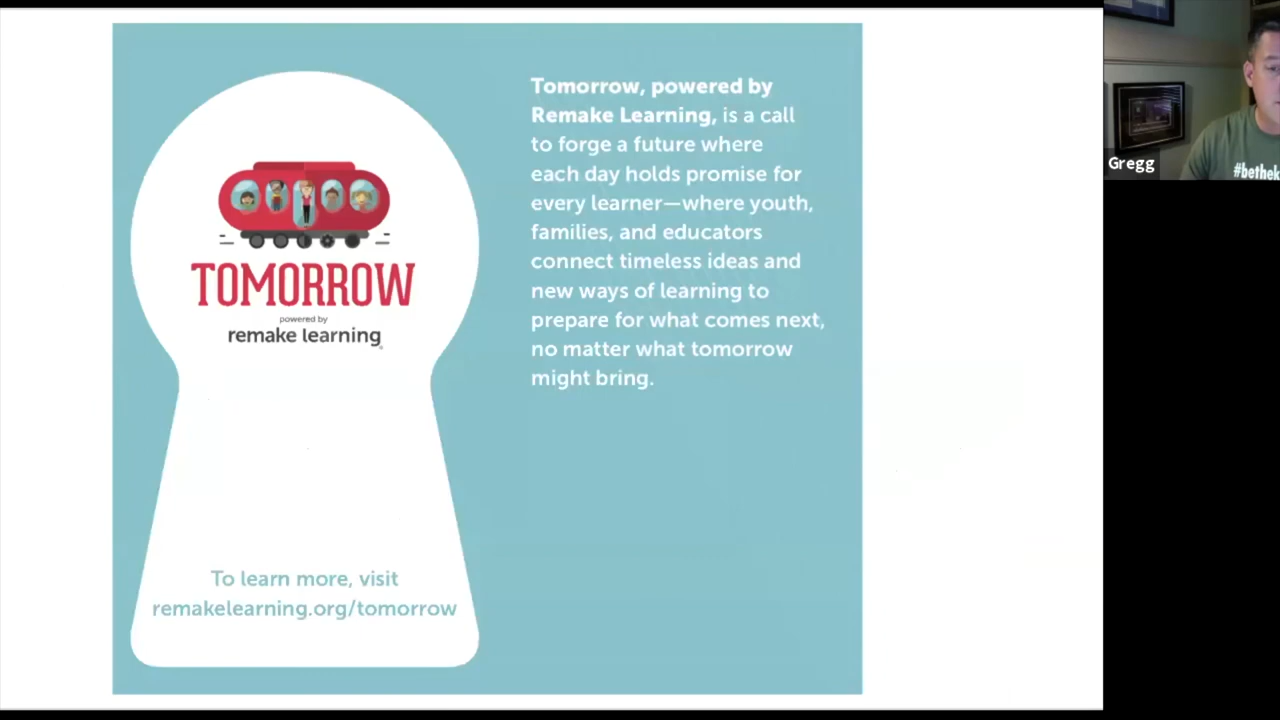 TOMORROW
powered by
remake learning
To learn more, visit
remakelearning.org/tomorrow
Tomorrow, powered by
Remake Learning, is a call
to forge a future where
each day holds promise for
every learner—where youth,
families, and educators
connect timeless ideas and
new ways of learning to
prepare for what comes next,
no matter what tomorrow
might bring.
Gregg
#bethek